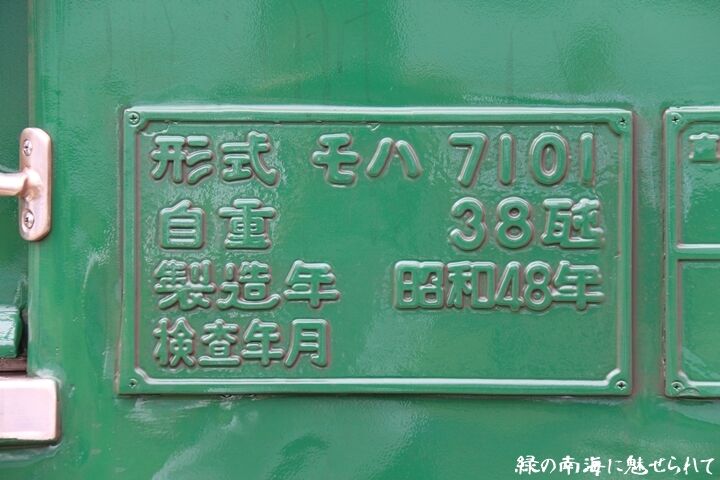 形式 モハ 7101
自重 38瓲
製造年 昭和48年
検査年月
緑の南海に魅せられて